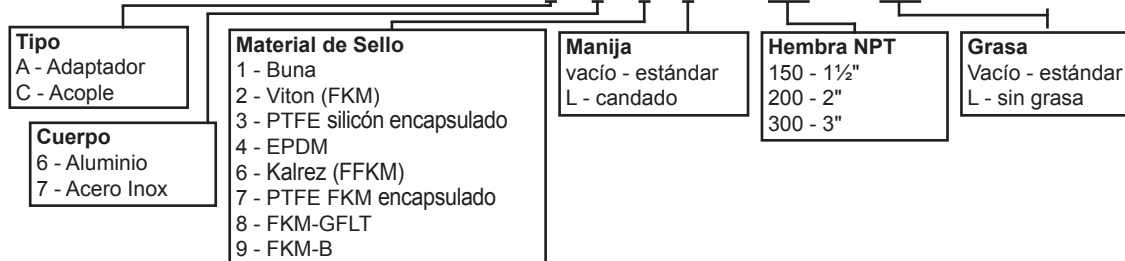 Tipo
A - Adaptador
C - Acople
Cuerpo
6 - Aluminio
7 - Acero Inox
Material de Sello
1 - Buna
2 - Viton (FKM)
3 - PTFE silicón encapsulado
4 - EPDM
6 - Kalrez (FFKM)
7 - PTFE FKM encapsulado
8 - FKM-GFLT
9 - FKM-B
Manija
vacío - estándar
L - candado
Hembra NPT
150 - 1½"
200 - 2"
300 - 3"
Grasa
Vacío - estándar
L - sin grasa